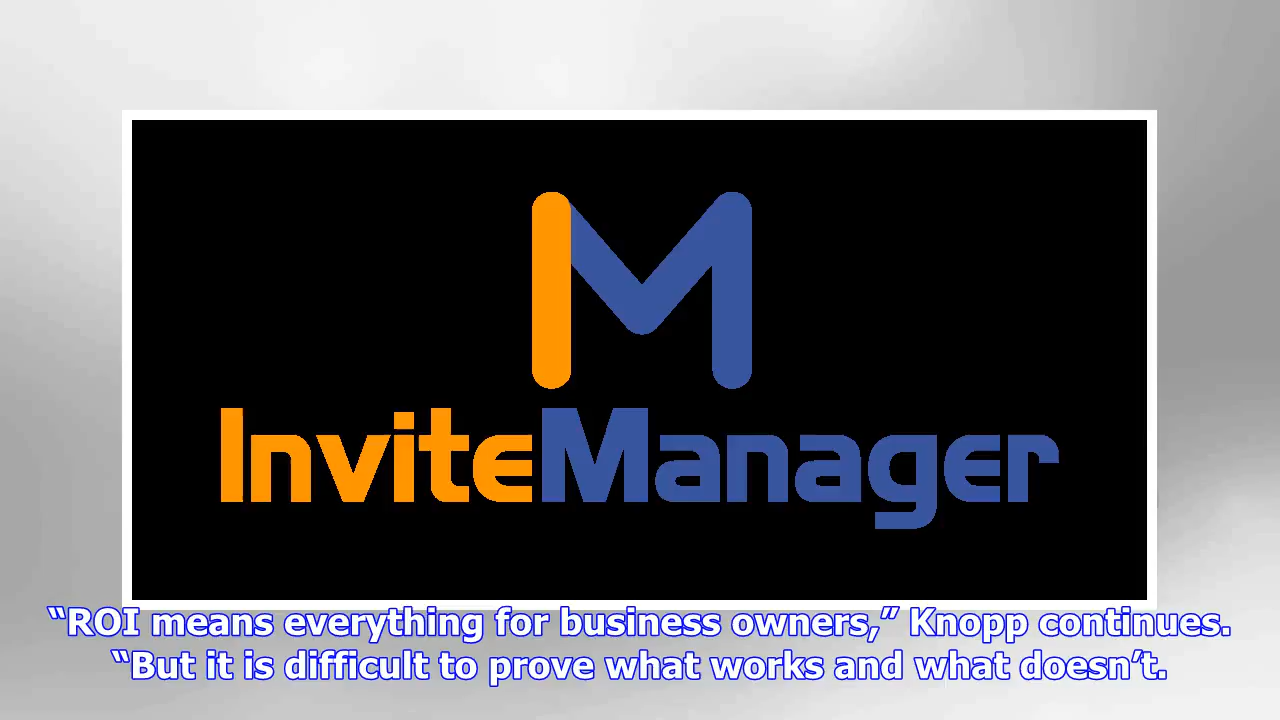 InviteManager
“ROI means everything for business owners,” Knopp continues.
“But it is difficult to prove what works and what doesn’t.